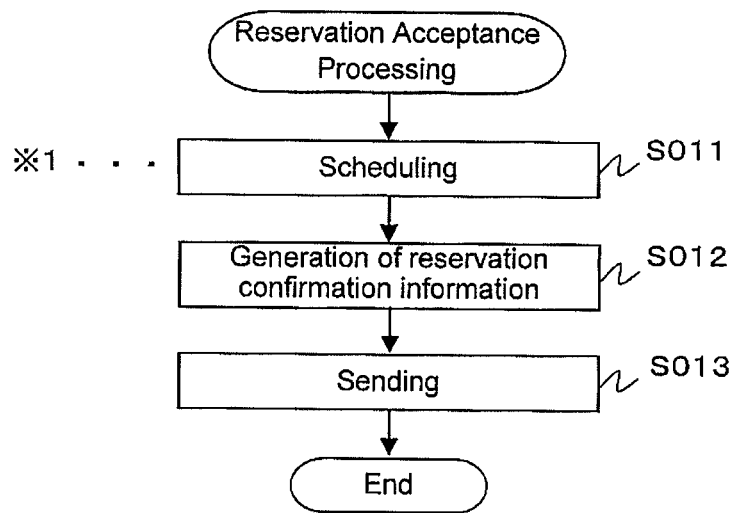 Reservation Acceptance
Processing
※1 · · · Scheduling S011
Generation of reservation
confirmation information
S012
Sending S013
End